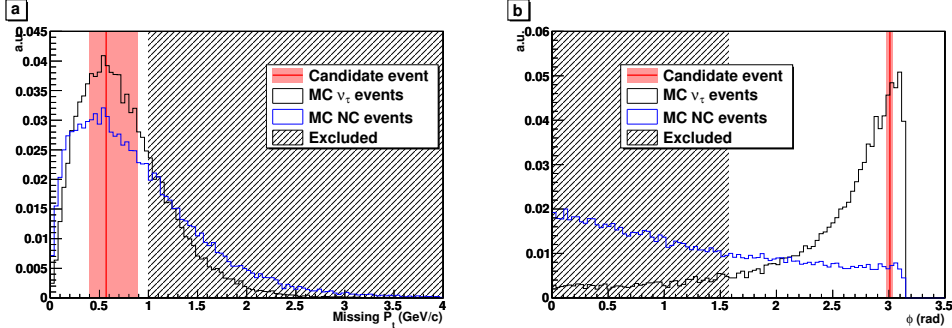 a
a.u.
0.045
0.04
0.035
0.03
0.025
0.02
0.015
0.01
0.005
0
Candidate event
MC ντ events
MC NC events
Excluded
0 0.5 1 1.5 2 2.5 3 3.5 4
Missing Pt (GeV/c)
b
a.u.
0.06
0.05
0.04
0.03
0.02
0.01
0
Candidate event
MC ντ events
MC NC events
Excluded
0 0.5 1 1.5 2 2.5 3 3.5
ϕ (rad)